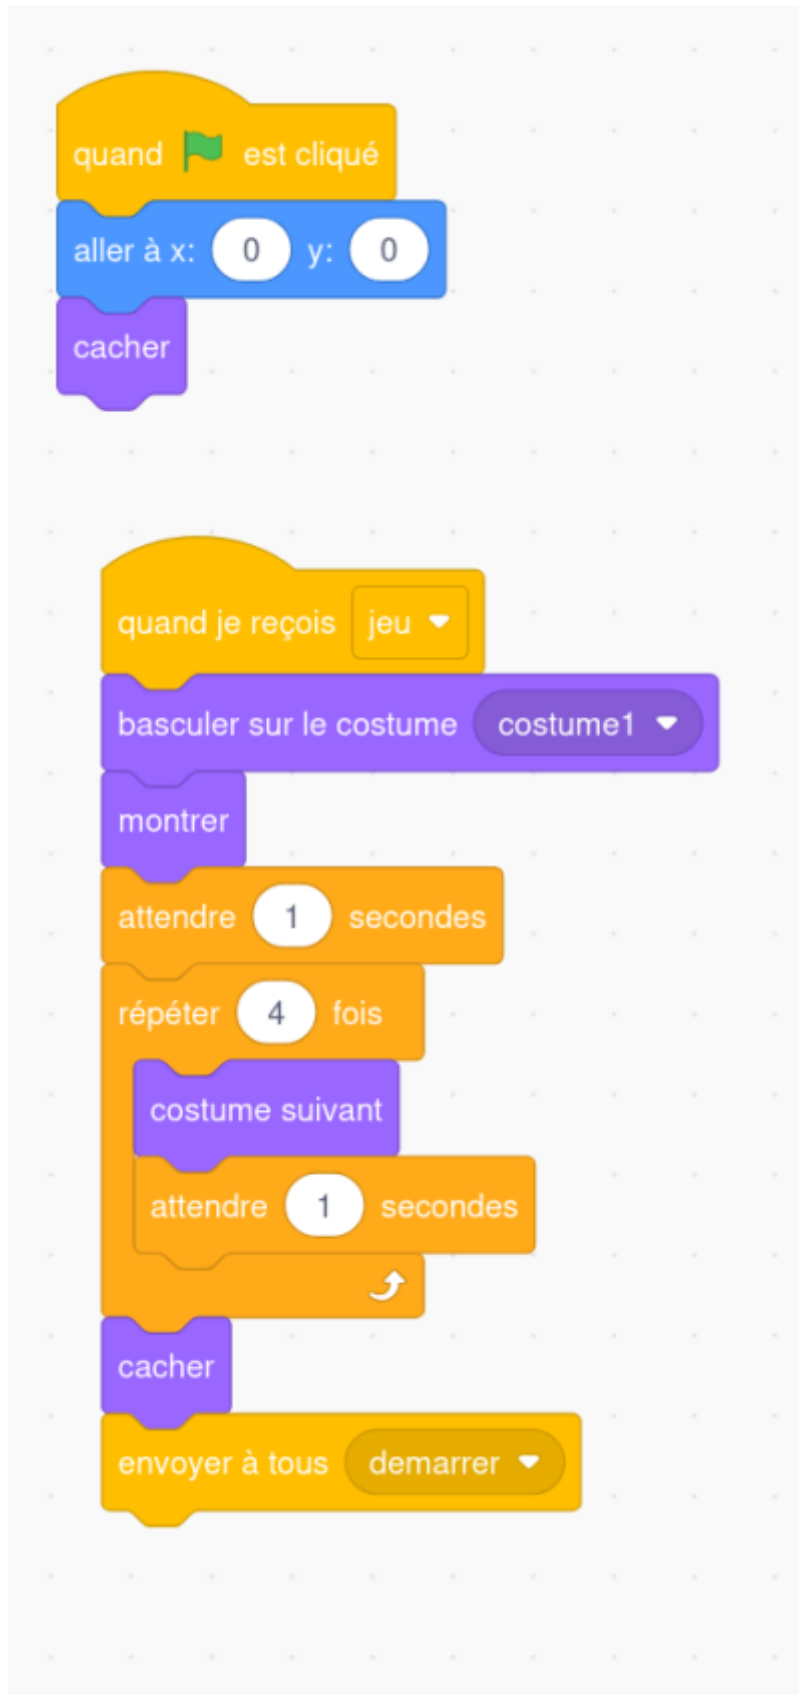 quand est cliqué
aller à x: 0 y: 0
cacher
quand je reçois jeu
basculer sur le costume costume1
montrer
attendre 1 secondes
répéter 4 fois
costume suivant
attendre 1 secondes
cacher
envoyer à tous demarrer